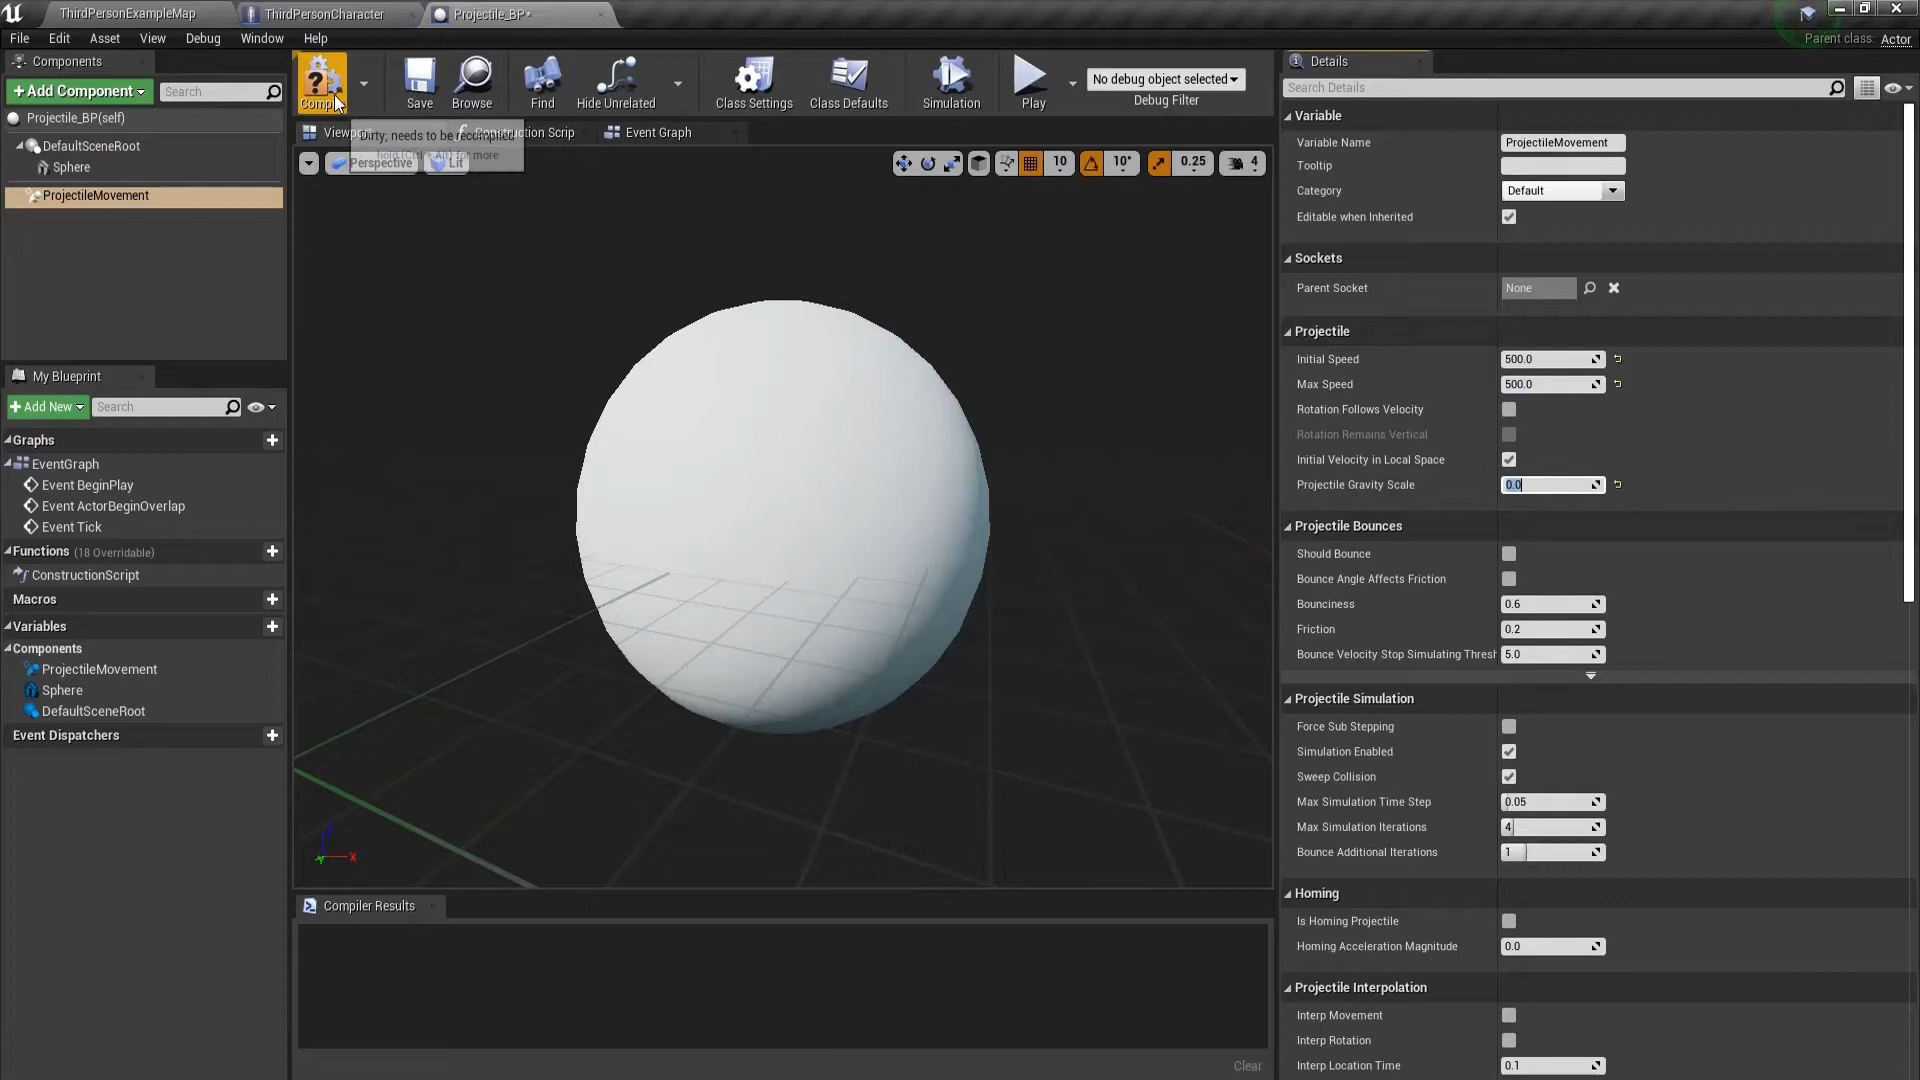 ThirdPersonExampleMap
ThirdPersonCharacter
Projectile_BP*
File
Edit
Asset
View
Debug
Window
Help
Parent class: Actor
Components
+Add Component
Search
Projectile_BP(self)
DefaultSceneRoot
Sphere
ProjectileMovement
Save
Browse
Find
Hide Unrelated
Class Settings
Class Defaults
Simulation
Play
No debug object selected
Debug Filter
Construction Scrip
Event Graph
Dirty; needs to be recompiled
hold (Ctrl + Alt) for more
Perspective
Lit
10
10°
0.25
4
My Blueprint
+Add New
Search
Graphs
EventGraph
Event BeginPlay
Event ActorBeginOverlap
Event Tick
Functions (18 Overridable)
ConstructionScript
Macros
Variables
Components
ProjectileMovement
Sphere
DefaultSceneRoot
Event Dispatchers
Z
X
Y
Compiler Results
Clear
Details
Search Details
Variable
Variable Name ProjectileMovement
Tooltip
Category Default
Editable when Inherited
Sockets
Parent Socket None
Projectile
Initial Speed 500.0
Max Speed 500.0
Rotation Follows Velocity
Rotation Remains Vertical
Initial Velocity in Local Space
Projectile Gravity Scale 0.0
Projectile Bounces
Should Bounce
Bounce Angle Affects Friction
Bounciness 0.6
Friction 0.2
Bounce Velocity Stop Simulating Thresh 5.0
Projectile Simulation
Force Sub Stepping
Simulation Enabled
Sweep Collision
Max Simulation Time Step 0.05
Max Simulation Iterations 4
Bounce Additional Iterations 1
Homing
Is Homing Projectile
Homing Acceleration Magnitude 0.0
Projectile Interpolation
Interp Movement
Interp Rotation
Interp Location Time 0.1